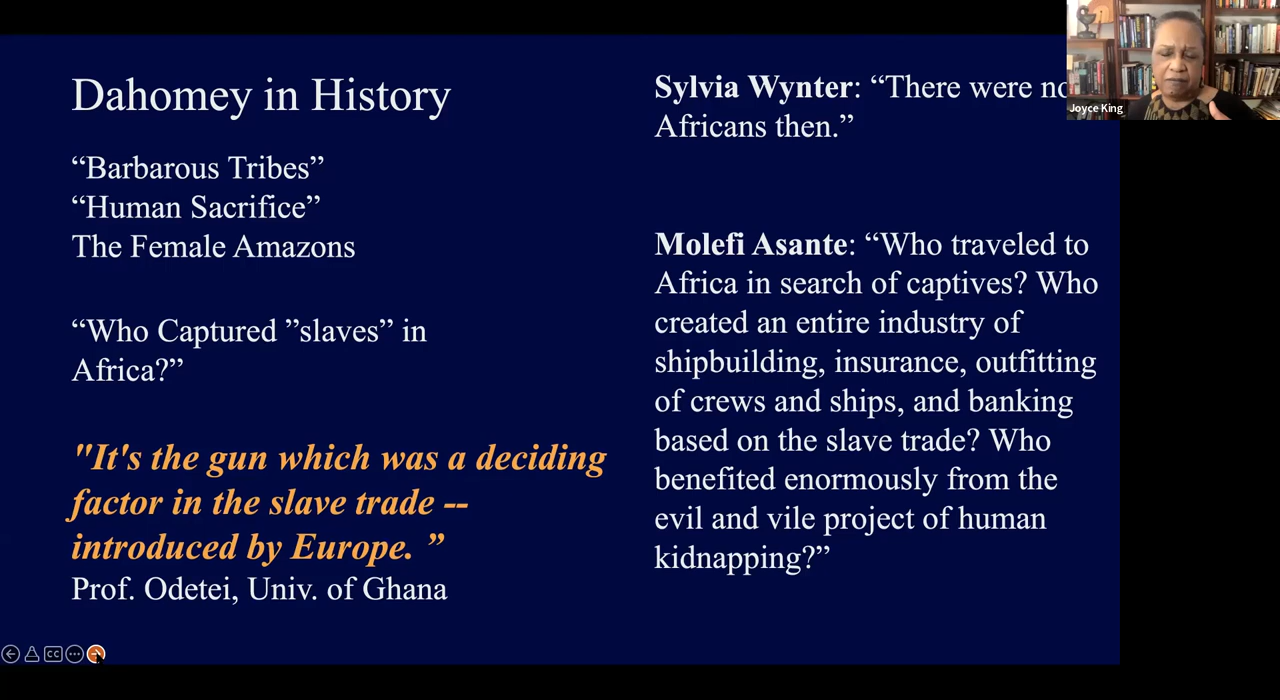 Dahomey in History
“Barbarous Tribes”
“Human Sacrifice”
The Female Amazons
“Who Captured ”slaves” in
Africa?”
"It's the gun which was a deciding
factor in the slave trade --
introduced by Europe. ”
Prof. Odetei, Univ. of Ghana
Sylvia Wynter: “There were no
Africans then.”
Molefi Asante: “Who traveled to
Africa in search of captives? Who
created an entire industry of
shipbuilding, insurance, outfitting
of crews and ships, and banking
based on the slave trade? Who
benefited enormously from the
evil and vile project of human
kidnapping?”
Joyce King
CC